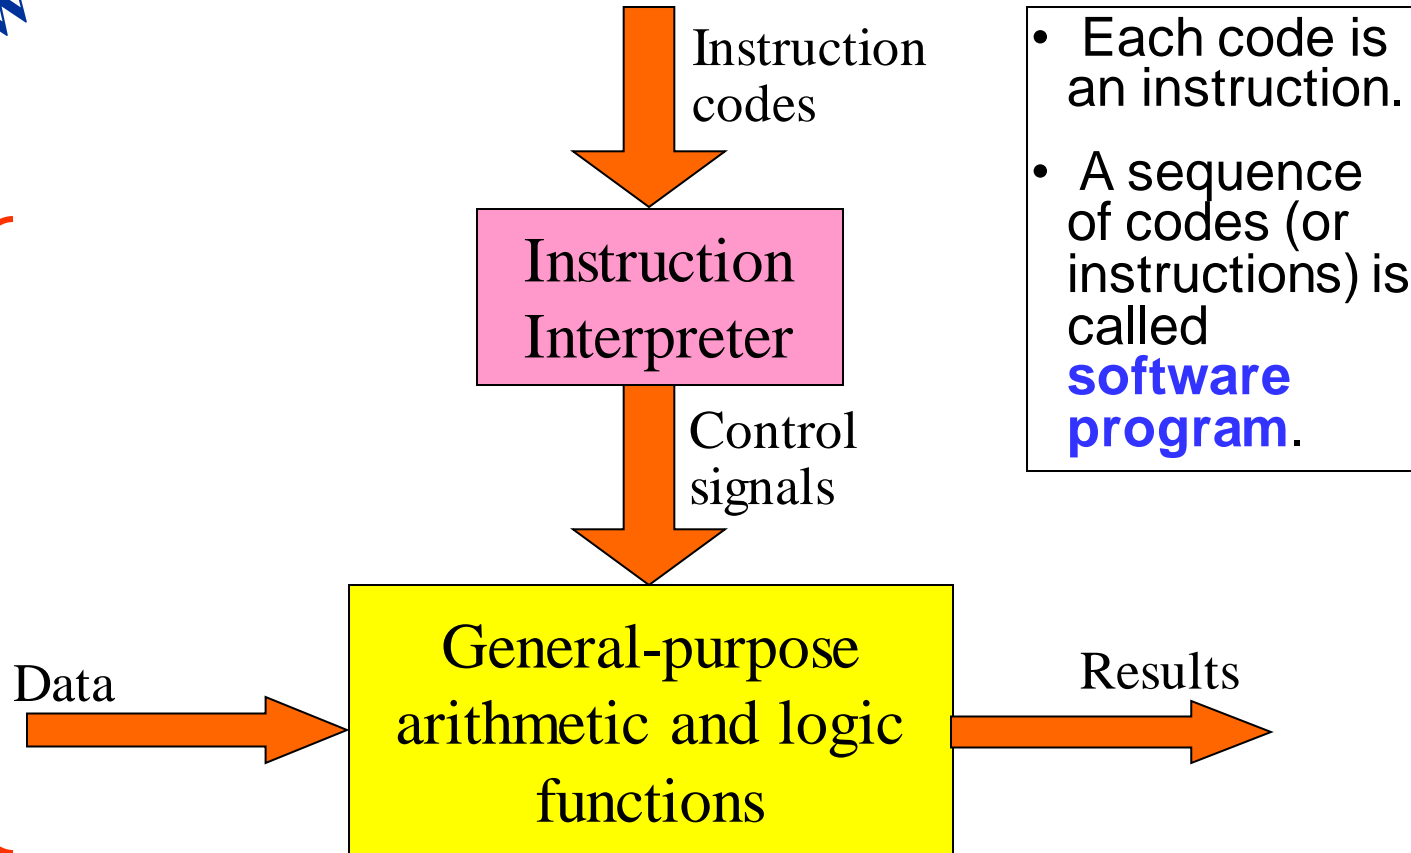 Instruction
codes
Instruction
Interpreter
Control
signals
Data
General-purpose
arithmetic and logic
functions
Results
• Each code is
an instruction.
• A sequence
of codes (or
instructions) is
called
software
program.